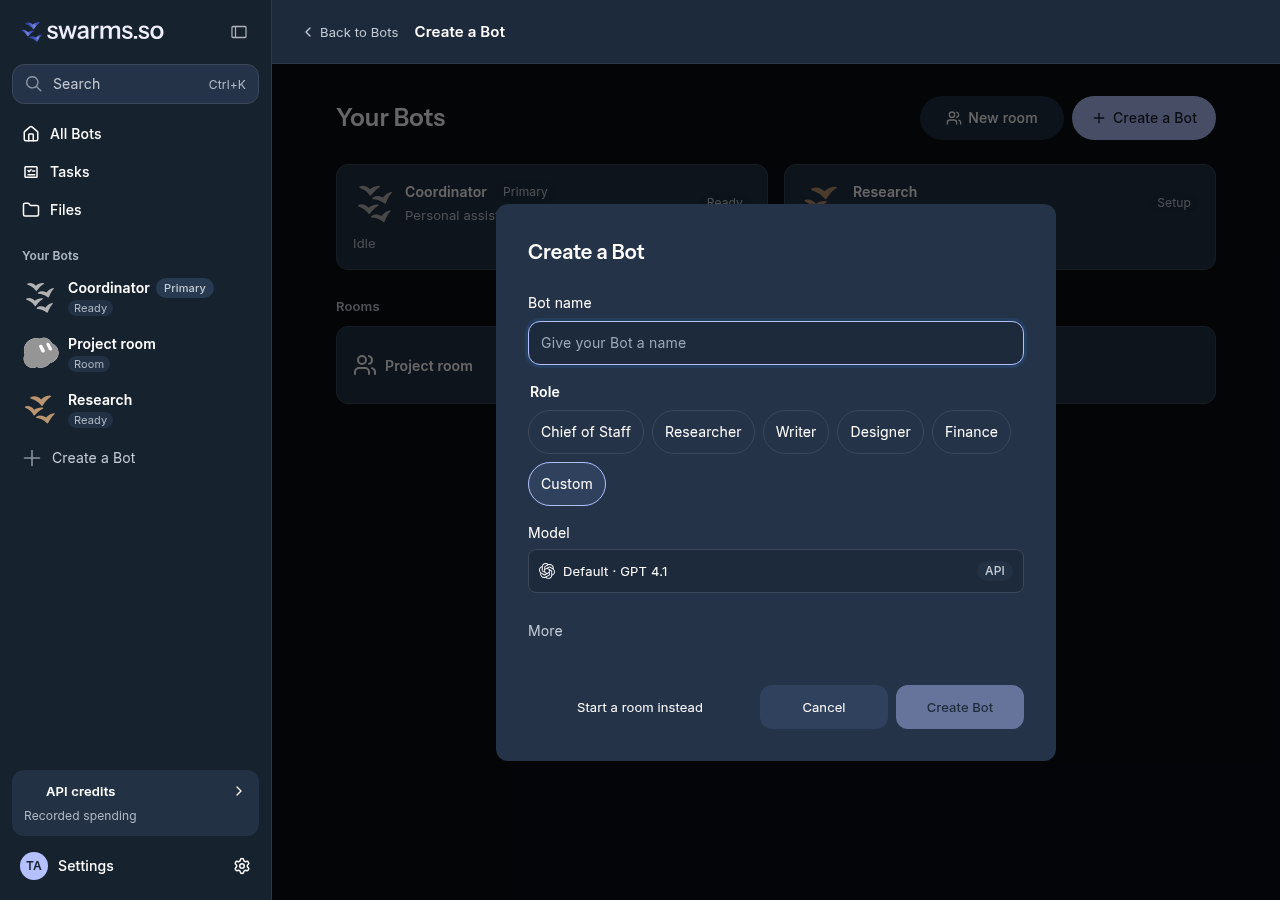 swarms.so
Search
Ctrl+K
All Bots
Tasks
Files
Your Bots
Coordinator
Primary
Ready
Project room
Room
Research
Ready
Create a Bot
API credits
Recorded spending
TA
Settings
Back to Bots
Create a Bot
Your Bots
New room
Create a Bot
Coordinator
Primary
Personal assis
Ready
Idle
Research
Setup
Rooms
Project room
Create a Bot
Bot name
Give your Bot a name
Role
Chief of Staff
Researcher
Writer
Designer
Finance
Custom
Model
Default · GPT 4.1
API
More
Start a room instead
Cancel
Create Bot